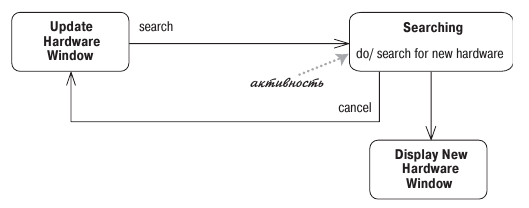 Update
Hardware
Window
search
Searching
do/ search for new hardware
активность
cancel
Display New
Hardware
Window